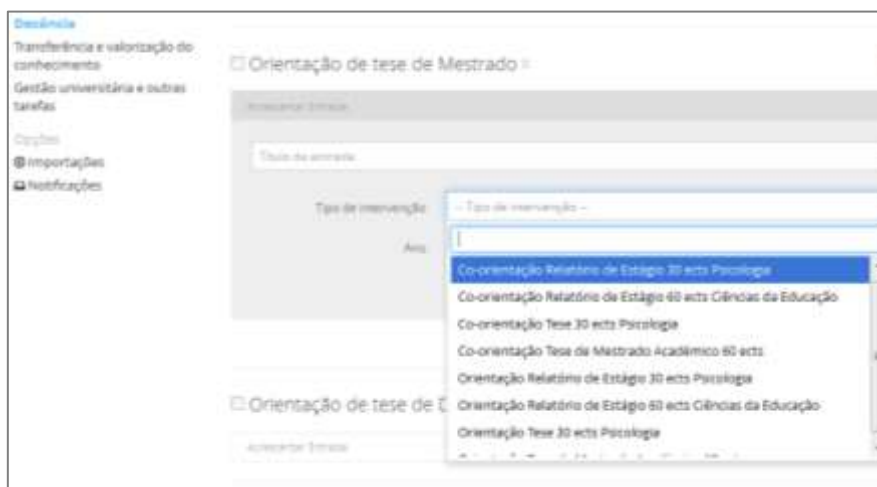 Docência
Transferência e valorização do
conhecimento
Gestão universitária e outras
tarefas
Opções
Importações
Notificações
Orientação de tese de Mestrado
Acrescentar Entrada
Título da entrada
Tipo de intervenção
-- Tipo de intervenção --
Ano
Co-orientação Relatório de Estágio 30 ects Psicologia
Co-orientação Relatório de Estágio 60 ects Ciências da Educação
Co-orientação Tese 30 ects Psicologia
Co-orientação Tese de Mestrado Académico 60 ects
Orientação Relatório de Estágio 30 ects Psicologia
Orientação Relatório de Estágio 60 ects Ciências da Educação
Orientação Tese 30 ects Psicologia
Orientação de tese de D
Acrescentar Entrada